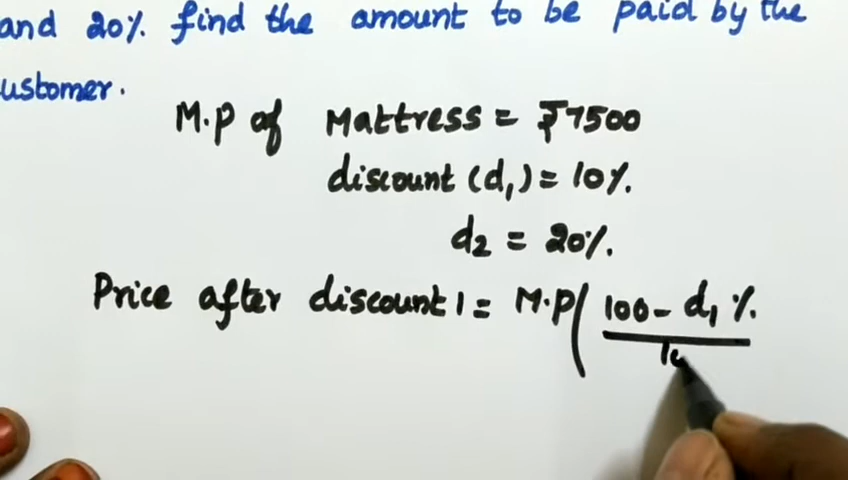 and 20% find the amount to be paid by the
ustomer.
M.P of Mattress = ₹7500
discount (d₁) = 10%.
d₂ = 20%.
Price after discount 1 = M.P( 100 - d₁ %